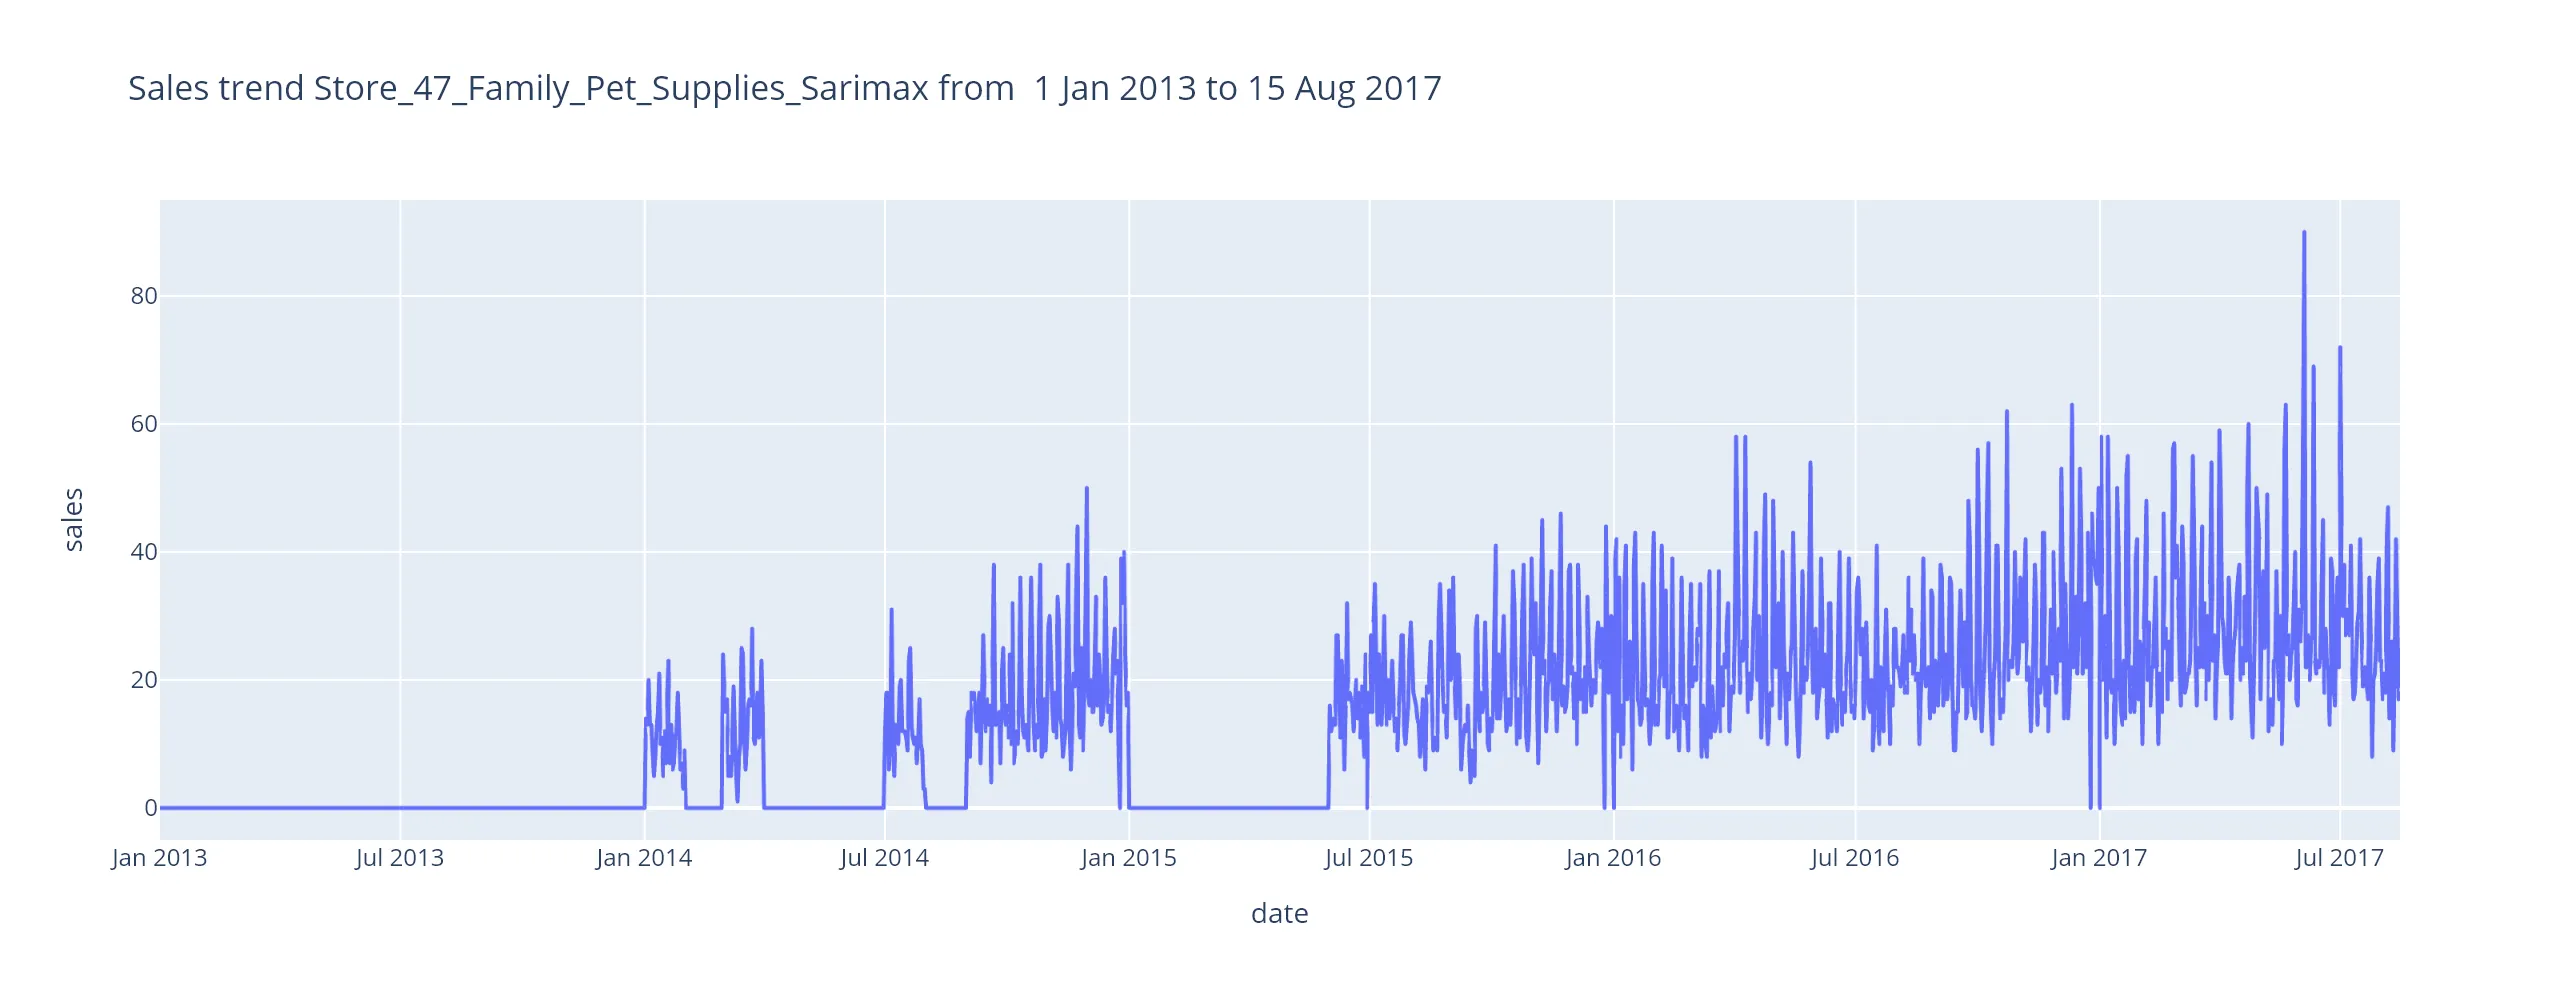 Sales trend Store_47_Family_Pet_Supplies_Sarimax from  1 Jan 2013 to 15 Aug 2017
sales
80
60
40
20
0
Jan 2013 Jul 2013 Jan 2014 Jul 2014 Jan 2015 Jul 2015 Jan 2016 Jul 2016 Jan 2017 Jul 2017
date